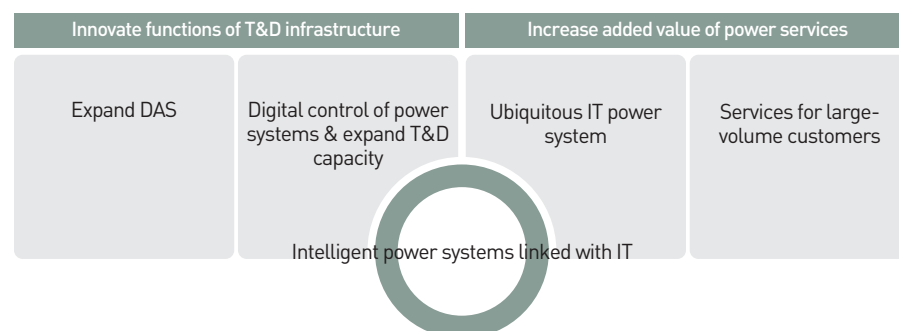 Innovate functions of T&D infrastructure
Increase added value of power services
Expand DAS
Digital control of power
systems & expand T&D
capacity
Ubiquitous IT power
system
Services for large-
volume customers
Intelligent power systems linked with IT